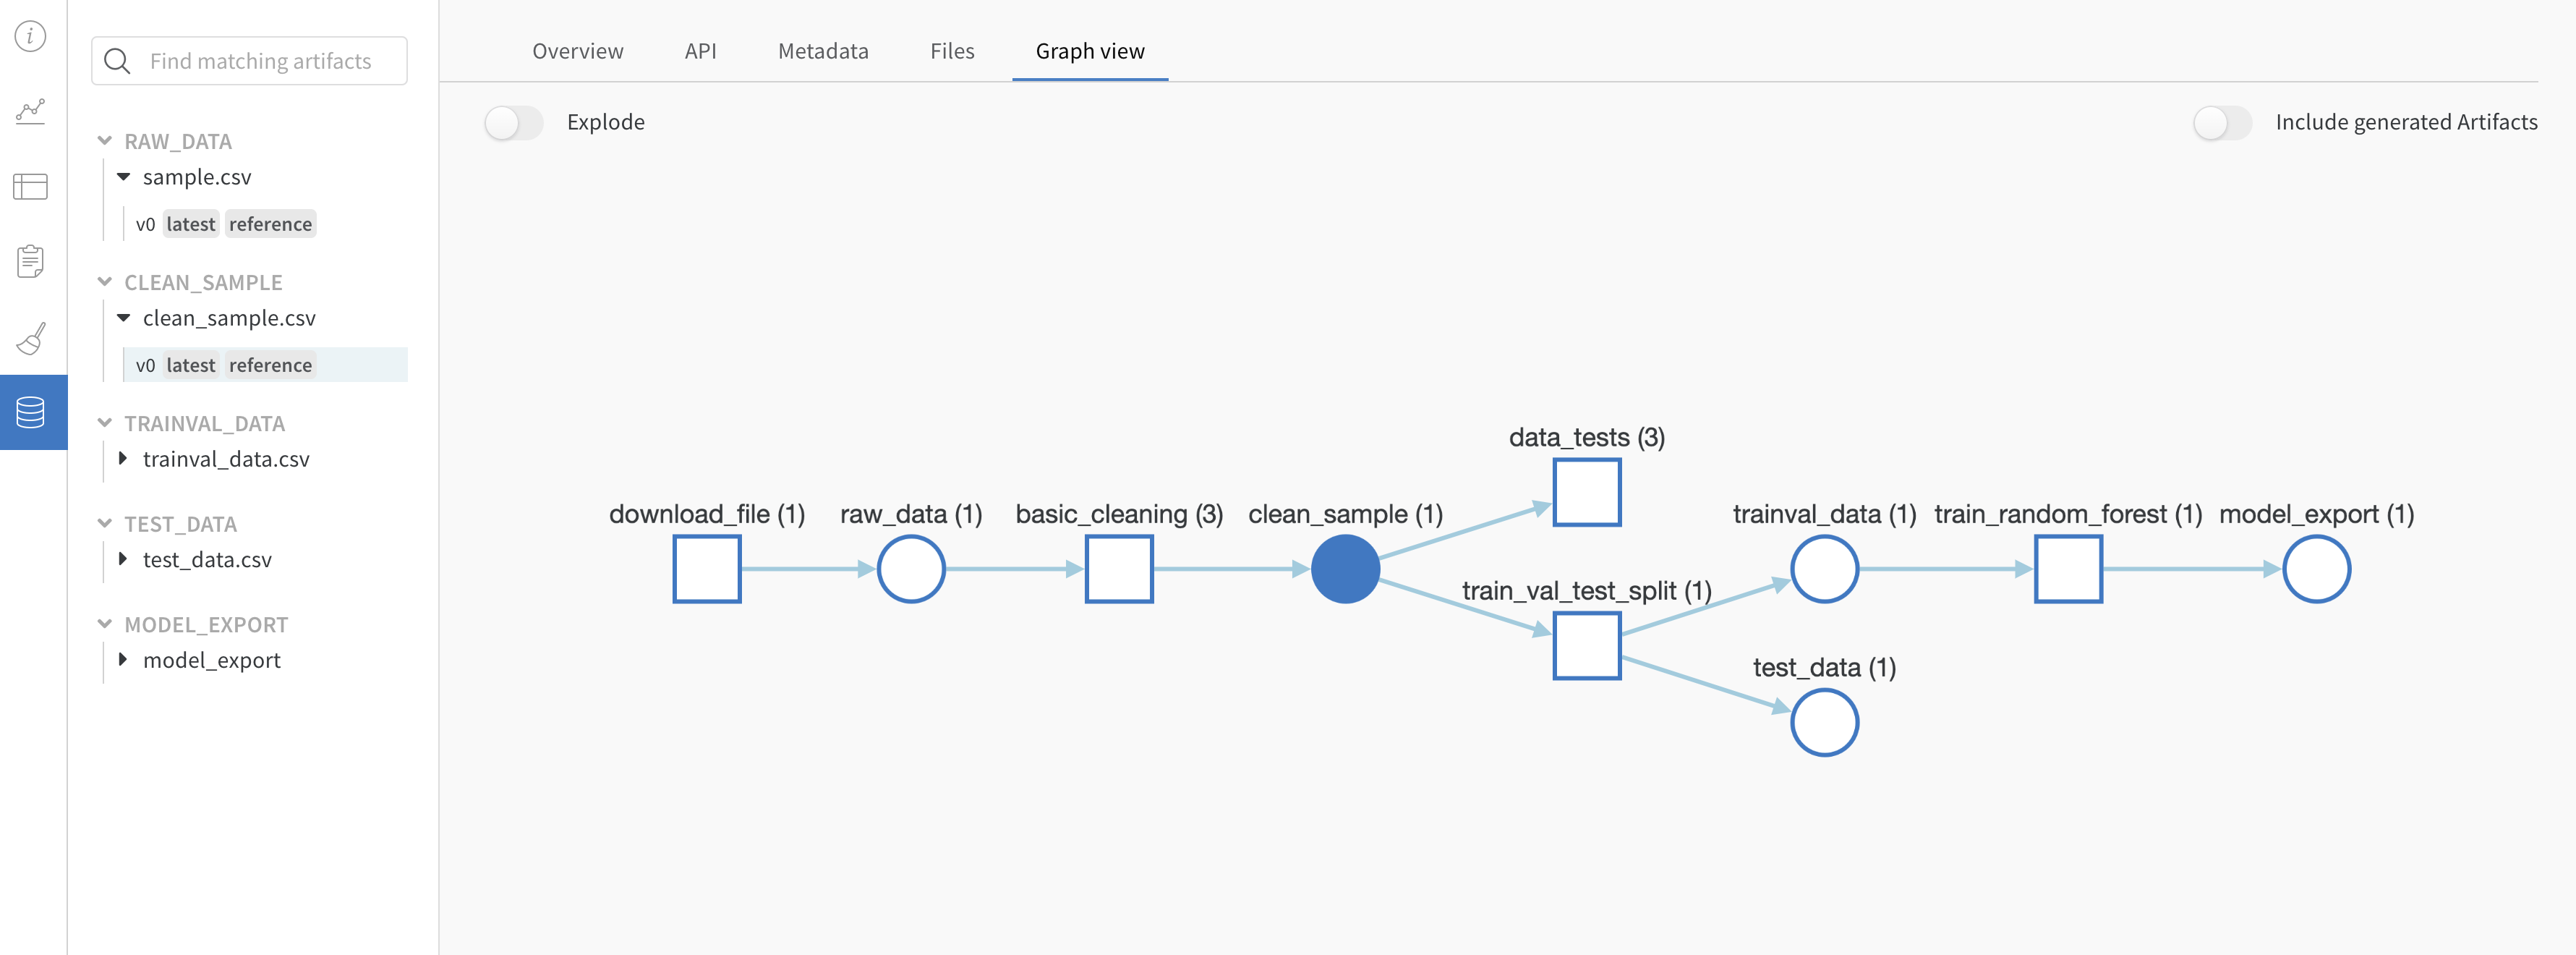 Find matching artifacts
RAW_DATA
sample.csv
v0 latest reference
CLEAN_SAMPLE
clean_sample.csv
v0 latest reference
TRAINVAL_DATA
trainval_data.csv
TEST_DATA
test_data.csv
MODEL_EXPORT
model_export
Overview API Metadata Files Graph view
Explode
Include generated Artifacts
data_tests (3)
download_file (1) raw_data (1) basic_cleaning (3) clean_sample (1) trainval_data (1) train_random_forest (1) model_export (1)
train_val_test_split (1)
test_data (1)